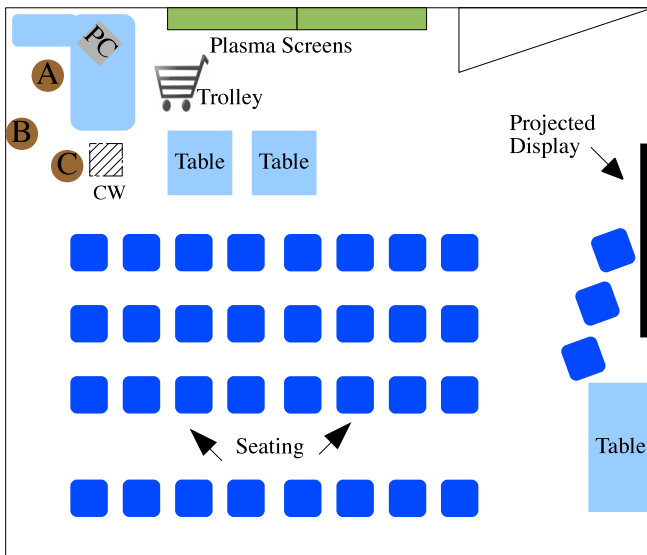 PC
Plasma Screens
A
Trolley
B
Projected
Display
C
Table
Table
CW
Seating
Table